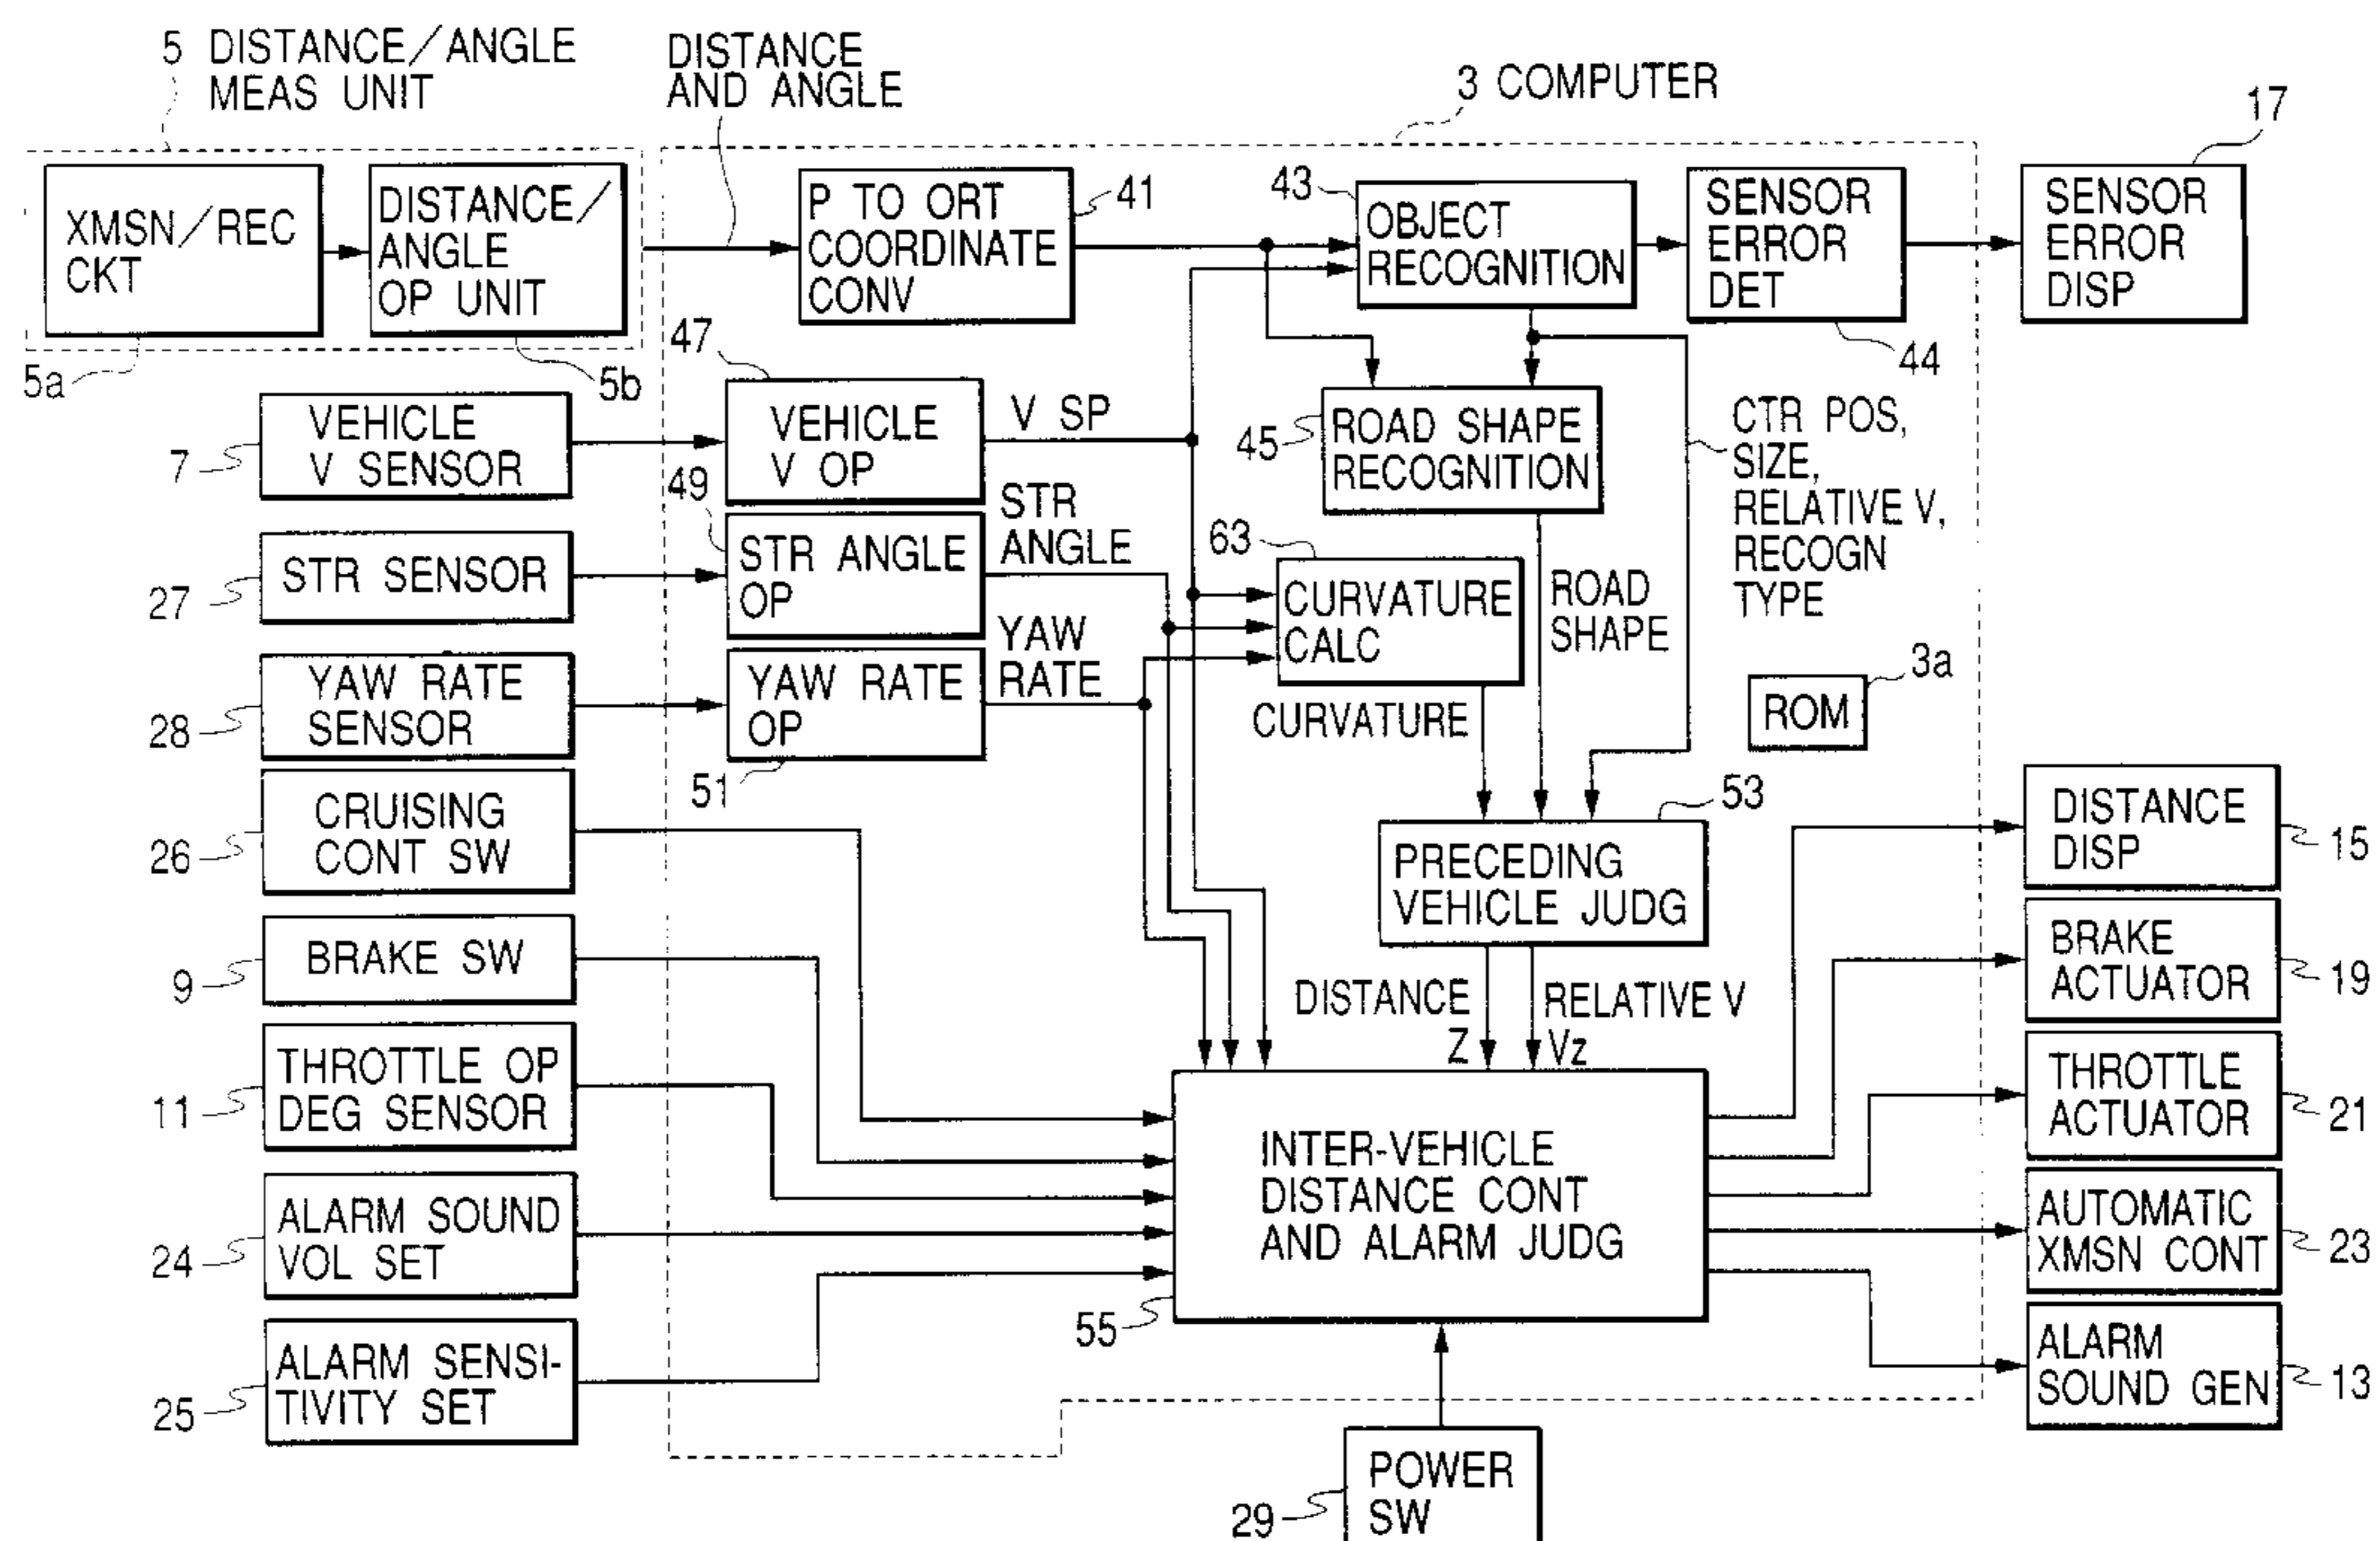 5 DISTANCE/ANGLE
MEAS UNIT
DISTANCE
AND ANGLE
3 COMPUTER
17
XMSN/REC
CKT
DISTANCE/
ANGLE
OP UNIT
P TO ORT
COORDINATE
CONV
41
43
OBJECT
RECOGNITION
SENSOR
ERROR
DET
SENSOR
ERROR
DISP
5a
5b
47
44
VEHICLE
V SENSOR
7
VEHICLE
V OP
V SP
45
ROAD SHAPE
RECOGNITION
CTR POS,
SIZE,
RELATIVE V,
RECOGN
TYPE
49
STR SENSOR
27
STR ANGLE
OP
STR
ANGLE
63
CURVATURE
CALC
ROAD
SHAPE
YAW RATE
SENSOR
28
YAW RATE
OP
YAW
RATE
51
CURVATURE
3a
ROM
CRUISING
CONT SW
26
53
PRECEDING
VEHICLE JUDG
DISTANCE
DISP
15
BRAKE SW
9
DISTANCE
Z
RELATIVE V
Vz
BRAKE
ACTUATOR
19
THROTTLE OP
DEG SENSOR
11
THROTTLE
ACTUATOR
21
INTER-VEHICLE
DISTANCE CONT
AND ALARM JUDG
55
ALARM SOUND
VOL SET
24
AUTOMATIC
XMSN CONT
23
ALARM SENSI-
TIVITY SET
25
ALARM
SOUND GEN
13
POWER
SW
29